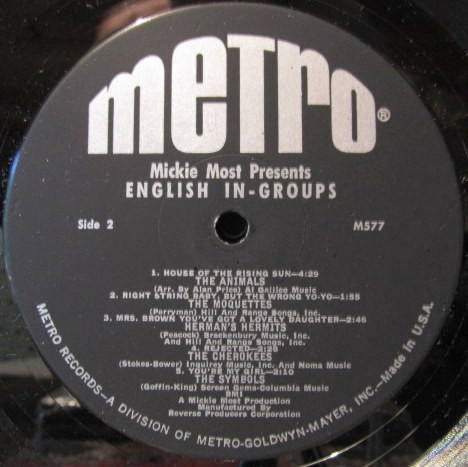 METRO®
Mickie Most Presents
ENGLISH IN-GROUPS
Side 2
M577
1. HOUSE OF THE RISING SUN—4:29
THE ANIMALS
(Arr. By Alan Price) Al Galico Music
2. RIGHT STRING BABY, BUT THE WRONG YO-YO—1:55
THE MOQUETTES
(Perryman) Hill And Range Songs, Inc.
3. MRS. BROWN YOU'VE GOT A LOVELY DAUGHTER—2:46
HERMAN'S HERMITS
(Peacock) Brackenbury Music, Inc.
And Hill And Range Songs, Inc.
4. REJECTED—2:28
THE CHEROKEES
(Stokes-Bower) Inquirey Music, Inc. And Noma Music
5. YOU'RE MY GIRL—2:10
THE SYMBOLS
(Goffin-King) Screen Gems-Columbia Music
BMI
A Mickie Most Production
Manufactured By
Reverse Producers Corporation
METRO RECORDS—A DIVISION OF METRO-GOLDWYN-MAYER, INC.—Made in U.S.A.